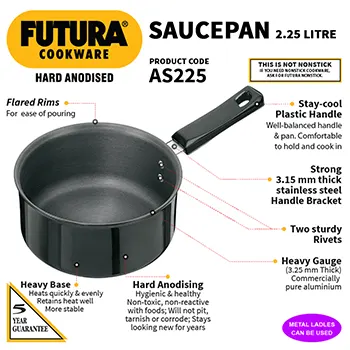 FUTURA®
COOKWARE
HARD ANODISED
SAUCEPAN 2.25 LITRE
PRODUCT CODE
AS225
THIS IS NOT NONSTICK
IF YOU NEED NONSTICK COOKWARE,
ASK FOR FUTURA NONSTICK.
Flared Rims
For ease of pouring
Stay-cool
Plastic Handle
Well-balanced handle
& pan. Comfortable
to hold and cook in
Strong
3.15 mm thick
stainless steel
Handle Bracket
Two sturdy
Rivets
Heavy Gauge
(3.25 mm Thick)
Commercially
pure aluminium
Heavy Base
Heats quickly & evenly
Retains heat well
More stable
Hard Anodising
Hygienic & healthy
Non-toxic, non-reactive
with foods; Will not pit,
tarnish or corrode; Stays
looking new for years
5
YEAR
GUARANTEE
METAL LADLES
CAN BE USED